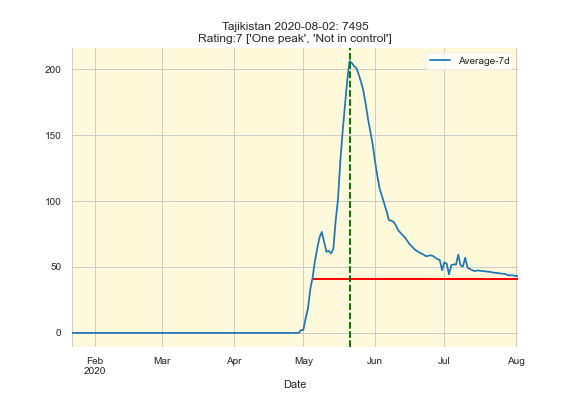 Tajikistan 2020-08-02: 7495
Rating:7 ['One peak', 'Not in control']
Average-7d
200
150
100
50
0
Feb
2020
Mar
Apr
May
Jun
Jul
Aug
Date